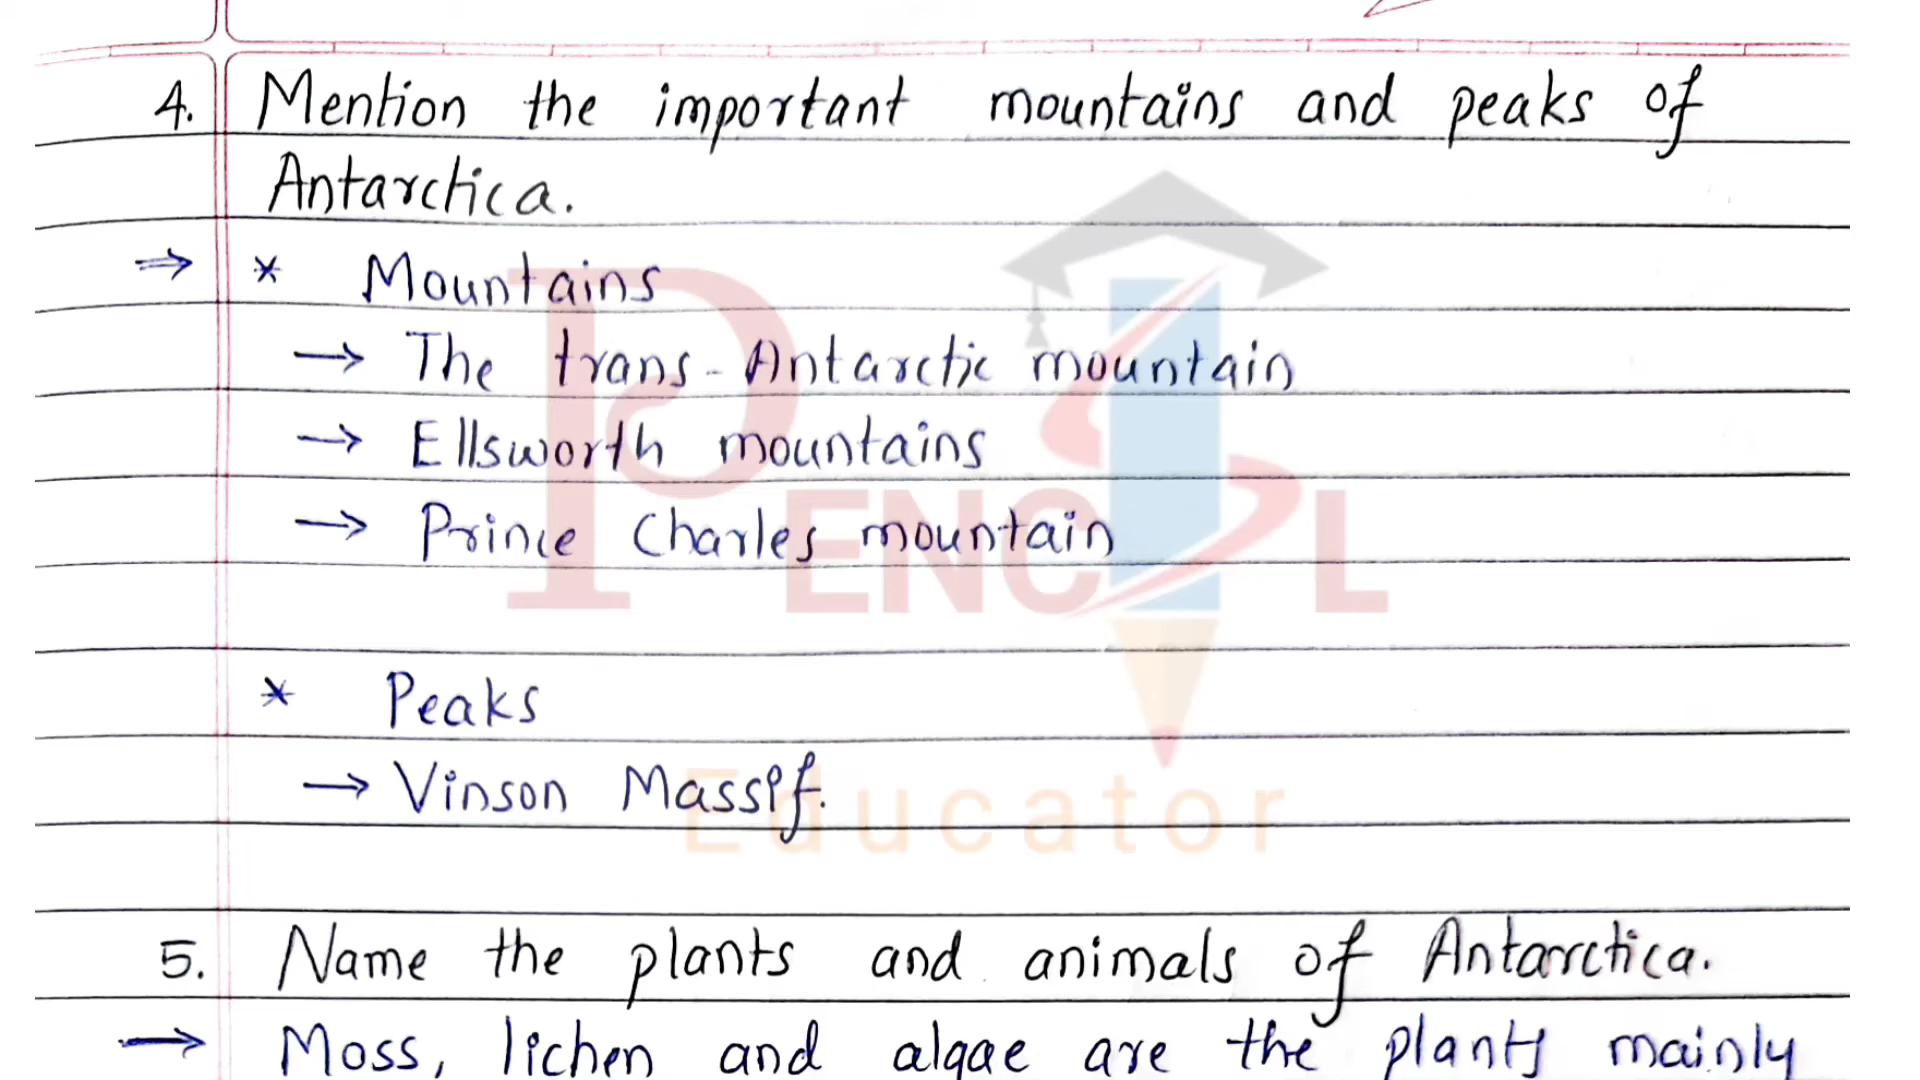 4. Mention the important mountains and peaks of
Antarctica.
⇒ * Mountains
→ The trans-Antarctic mountain
→ Ellsworth mountains
→ Prince Charles mountain
* Peaks
→ Vinson Massif.
5. Name the plants and animals of Antarctica.
→ Moss, lichen and algae are the plants mainly
PENCIL
Educator